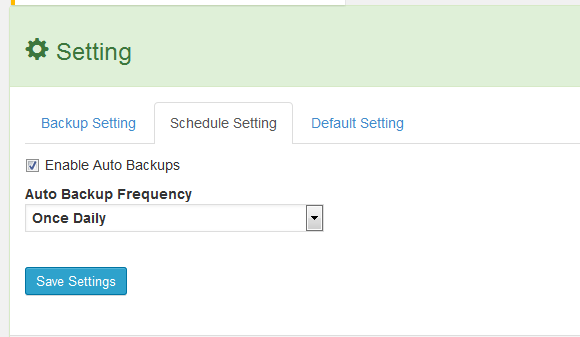 Setting
Backup Setting Schedule Setting Default Setting
Enable Auto Backups
Auto Backup Frequency
Once Daily
Save Settings